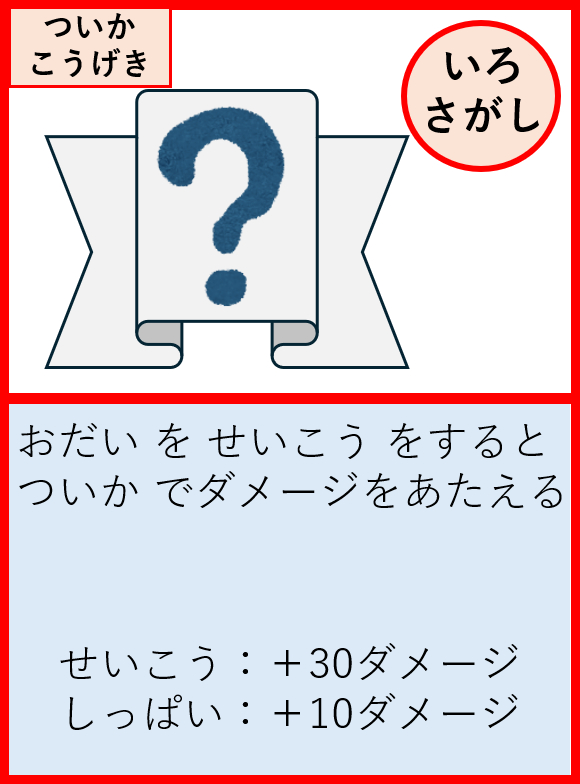 ついか
こうげき
いろ
さがし
?
おだい を せいこう をすると
ついか でダメージをあたえる
せいこう：＋30ダメージ
しっぱい：＋10ダメージ